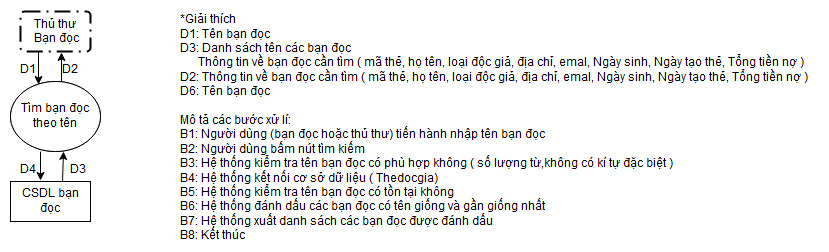 Thủ thư
Bạn đọc
D1
D2
Tìm bạn đọc
theo tên
D4
D3
CSDL bạn
đọc
*Giải thích
D1: Tên bạn đọc
D3: Danh sách tên các bạn đọc
Thông tin về bạn đọc cần tìm ( mã thẻ, họ tên, loại độc giả, địa chỉ, emal, Ngày sinh, Ngày tạo thẻ, Tổng tiền nợ )
D2: Thông tin về bạn đọc cần tìm ( mã thẻ, họ tên, loại độc giả, địa chỉ, emal, Ngày sinh, Ngày tạo thẻ, Tổng tiền nợ )
D6: Tên bạn đọc
Mô tả các bước xử lí:
B1: Người dùng (bạn đọc hoặc thủ thư) tiến hành nhập tên bạn đọc
B2: Người dùng bấm nút tìm kiếm
B3: Hệ thống kiểm tra tên bạn đọc có phù hợp không ( số lượng từ,không có kí tự đặc biệt )
B4: Hệ thống kết nối cơ sở dữ liệu ( Thedocgia)
B5: Hệ thống kiểm tra tên bạn đọc có tồn tại không
B6: Hệ thống đánh dấu các bạn đọc có tên giống và gần giống nhất
B7: Hệ thống xuất danh sách các bạn đọc được đánh dấu
B8: Kết thúc